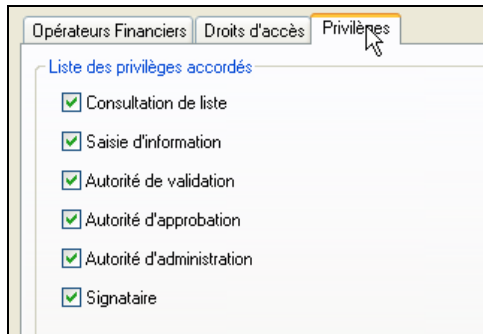 Opérateurs Financiers Droits d'accès Privilèges
Liste des privilèges accordés
Consultation de liste
Saisie d'information
Autorité de validation
Autorité d'approbation
Autorité d'administration
Signataire